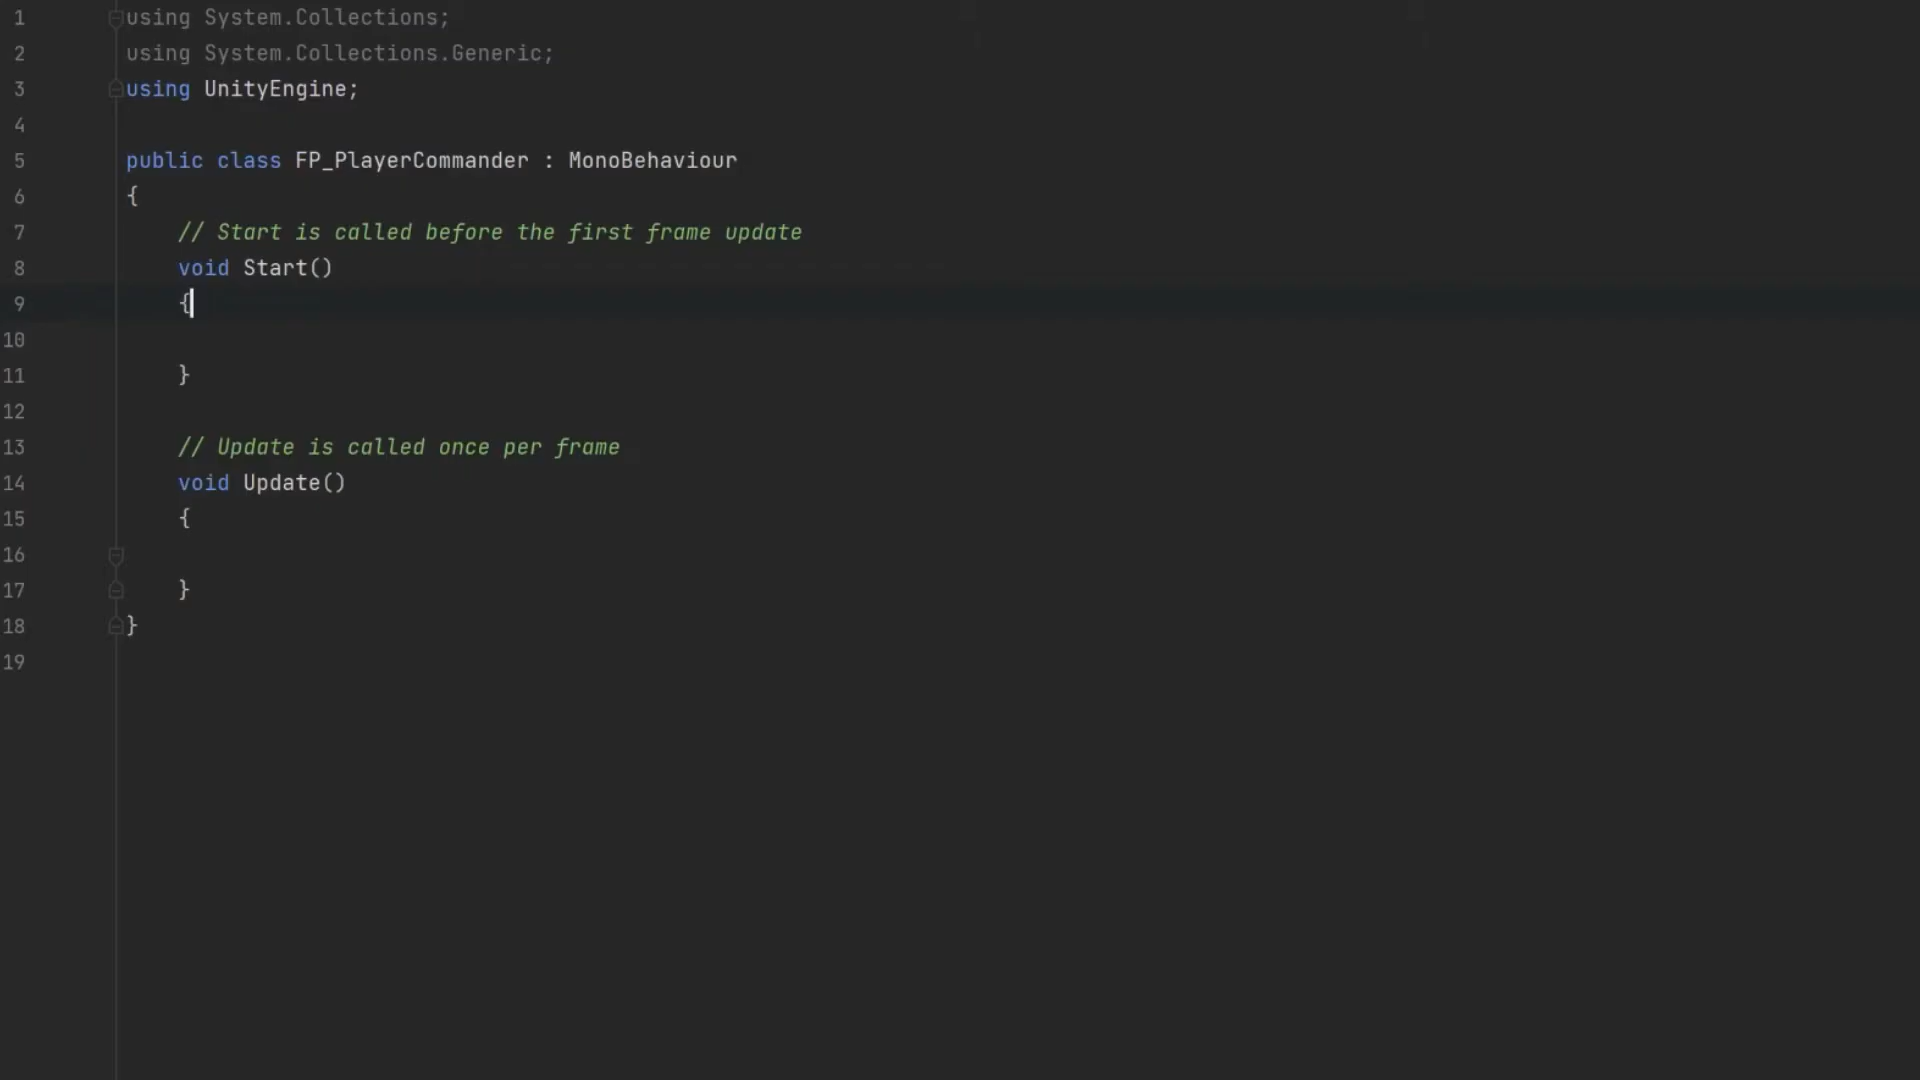 1 using System.Collections;
2 using System.Collections.Generic;
3 using UnityEngine;
4
5 public class FP_PlayerCommander : MonoBehaviour
6 {
7     // Start is called before the first frame update
8     void Start()
9     {
10
11     }
12
13     // Update is called once per frame
14     void Update()
15     {
16
17     }
18 }
19